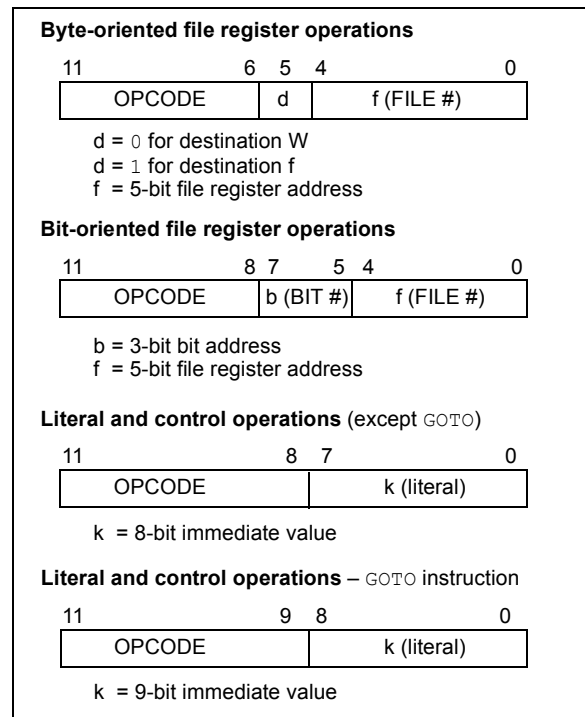 Byte-oriented file register operations
11 6 5 4 0
OPCODE d f (FILE #)
d = 0 for destination W
d = 1 for destination f
f = 5-bit file register address
Bit-oriented file register operations
11 8 7 5 4 0
OPCODE b (BIT #) f (FILE #)
b = 3-bit bit address
f = 5-bit file register address
Literal and control operations (except GOTO)
11 8 7 0
OPCODE k (literal)
k = 8-bit immediate value
Literal and control operations – GOTO instruction
11 9 8 0
OPCODE k (literal)
k = 9-bit immediate value